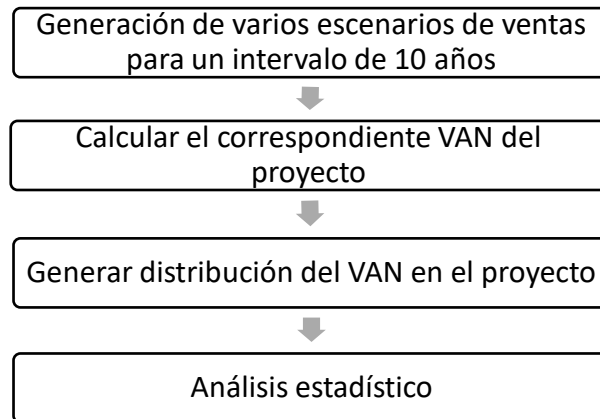 Generación de varios escenarios de ventas
para un intervalo de 10 años
Calcular el correspondiente VAN del
proyecto
Generar distribución del VAN en el proyecto
Análisis estadístico